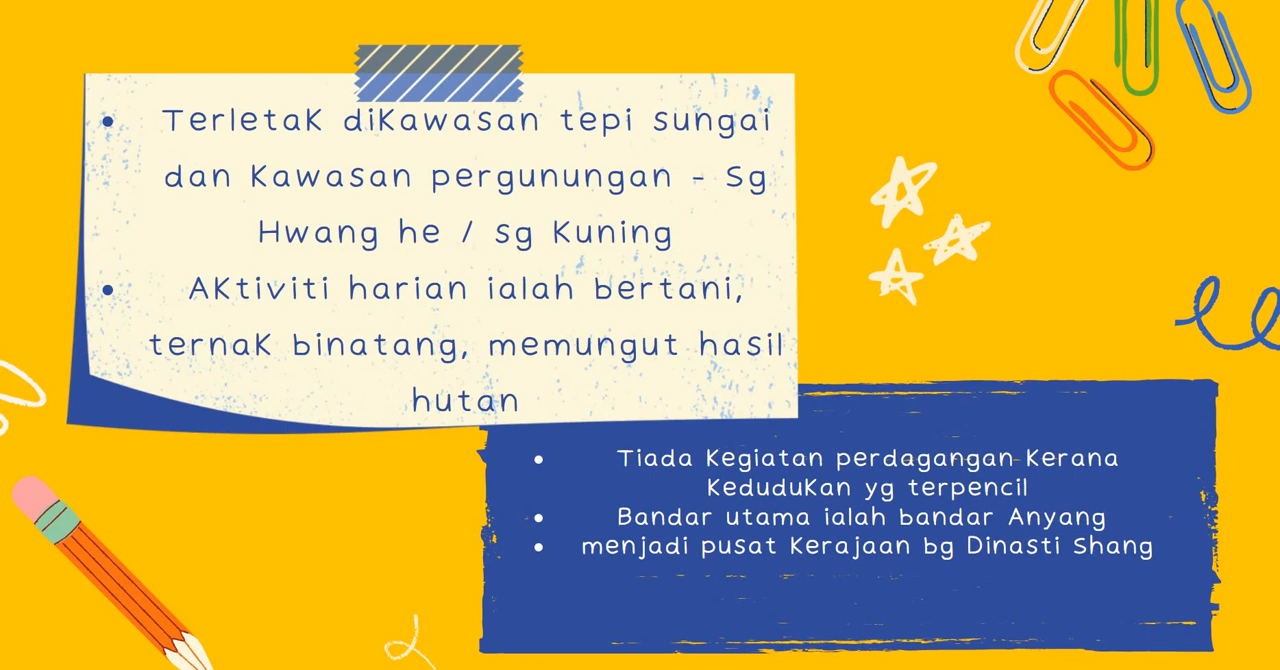 • Terletak dikawasan tepi sungai
dan kawasan pergunungan - Sg
Hwang he / sg Kuning
• Aktiviti harian ialah bertani,
ternak binatang, memungut hasil
hutan
• Tiada kegiatan perdagangan kerana
kedudukan yg terpencil
• Bandar utama ialah bandar Anyang
• menjadi pusat kerajaan bg Dinasti Shang